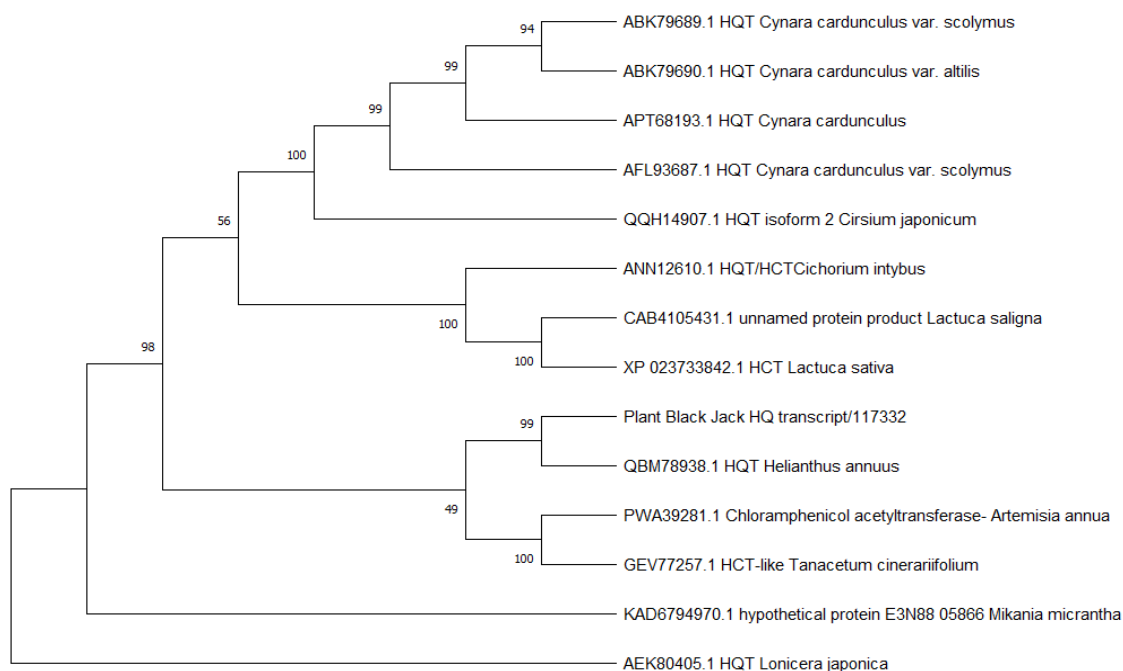 ABK79689.1 HQT Cynara cardunculus var. scolymus
94
ABK79690.1 HQT Cynara cardunculus var. altilis
99
APT68193.1 HQT Cynara cardunculus
99
AFL93687.1 HQT Cynara cardunculus var. scolymus
100
QQH14907.1 HQT isoform 2 Cirsium japonicum
56
ANN12610.1 HQT/HCTCichorium intybus
CAB4105431.1 unnamed protein product Lactuca saligna
100
98
100
XP 023733842.1 HCT Lactuca sativa
Plant Black Jack HQ transcript/117332
99
QBM78938.1 HQT Helianthus annuus
49
PWA39281.1 Chloramphenicol acetyltransferase- Artemisia annua
100
GEV77257.1 HCT-like Tanacetum cinerariifolium
KAD6794970.1 hypothetical protein E3N88 05866 Mikania micrantha
AEK80405.1 HQT Lonicera japonica